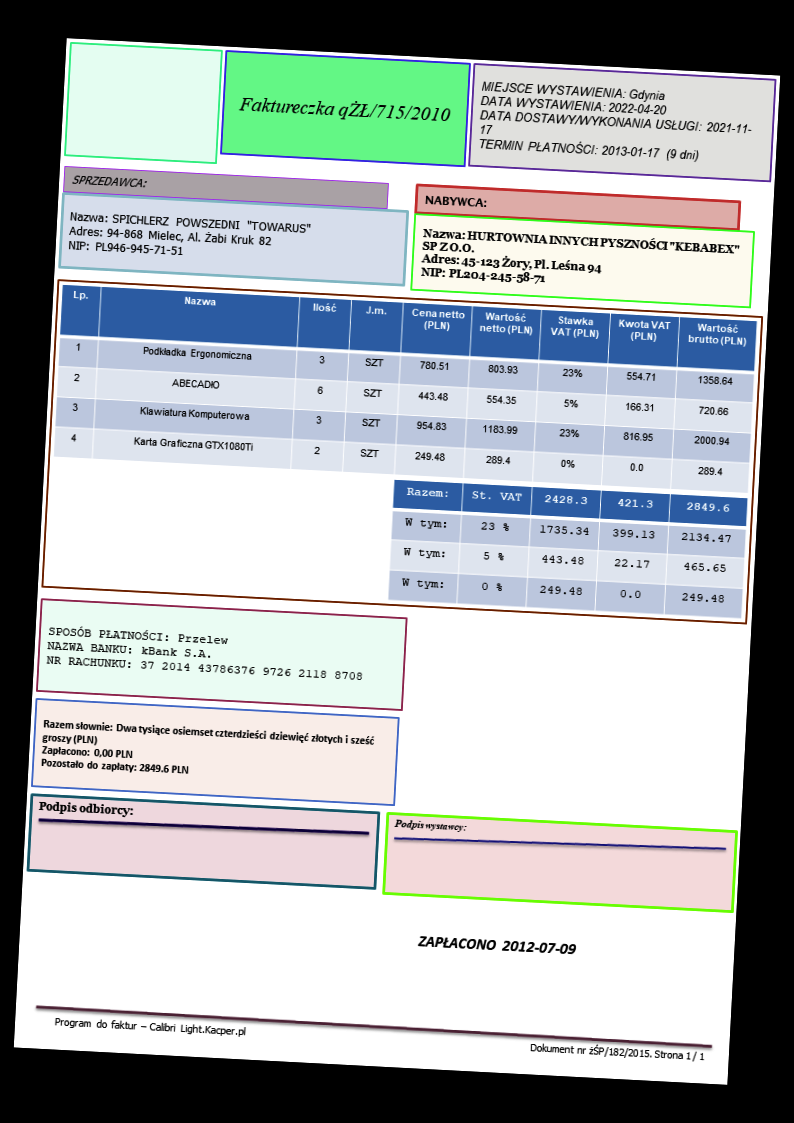 Faktureczka qŻŁ/715/2010
MIEJSCE WYSTAWIENIA: Gdynia
DATA WYSTAWIENIA: 2022-04-20
DATA DOSTAWY/WYKONANIA USŁUGI: 2021-11-
17
TERMIN PŁATNOŚCI: 2013-01-17 (9 dni)
SPRZEDAWCA:
Nazwa: SPICHLERZ POWSZEDNI "TOWARUS"
Adres: 94-868 Mielec, Al. Żabi Kruk 82
NIP: PL946-945-71-51
NABYWCA:
Nazwa: HURTOWNIA INNYCH PYSZNOŚCI "KEBABEX"
SP Z O.O.
Adres: 45-123 Żory, Pl. Leśna 94
NIP: PL204-245-58-71
Lp. Nazwa Ilość J.m. Cena netto (PLN) Wartość netto (PLN) Stawka VAT (PLN) Kwota VAT (PLN) Wartość brutto (PLN)
1 Podkładka Ergonomiczna 3 SZT 780.51 803.93 23% 554.71 1358.64
2 ABECADŁO 6 SZT 443.48 554.35 5% 166.31 720.66
3 Klawiatura Komputerowa 3 SZT 954.83 1183.99 23% 816.95 2000.94
4 Karta Graficzna GTX1080Ti 2 SZT 249.48 289.4 0% 0.0 289.4
Razem: St. VAT 2428.3 421.3 2849.6
W tym: 23 % 1735.34 399.13 2134.47
W tym: 5 % 443.48 22.17 465.65
W tym: 0 % 249.48 0.0 249.48
SPOSÓB PŁATNOŚCI: Przelew
NAZWA BANKU: kBank S.A.
NR RACHUNKU: 37 2014 43786376 9726 2118 8708
Razem słownie: Dwa tysiące osiemset czterdzieści dziewięć złotych i sześć
groszy (PLN)
Zapłacono: 0,00 PLN
Pozostało do zapłaty: 2849.6 PLN
Podpis odbiorcy:
Podpis wystawcy:
ZAPŁACONO 2012-07-09
Program do faktur – Calibri Light.Kacper.pl
Dokument nr żŚP/182/2015. Strona 1 / 1